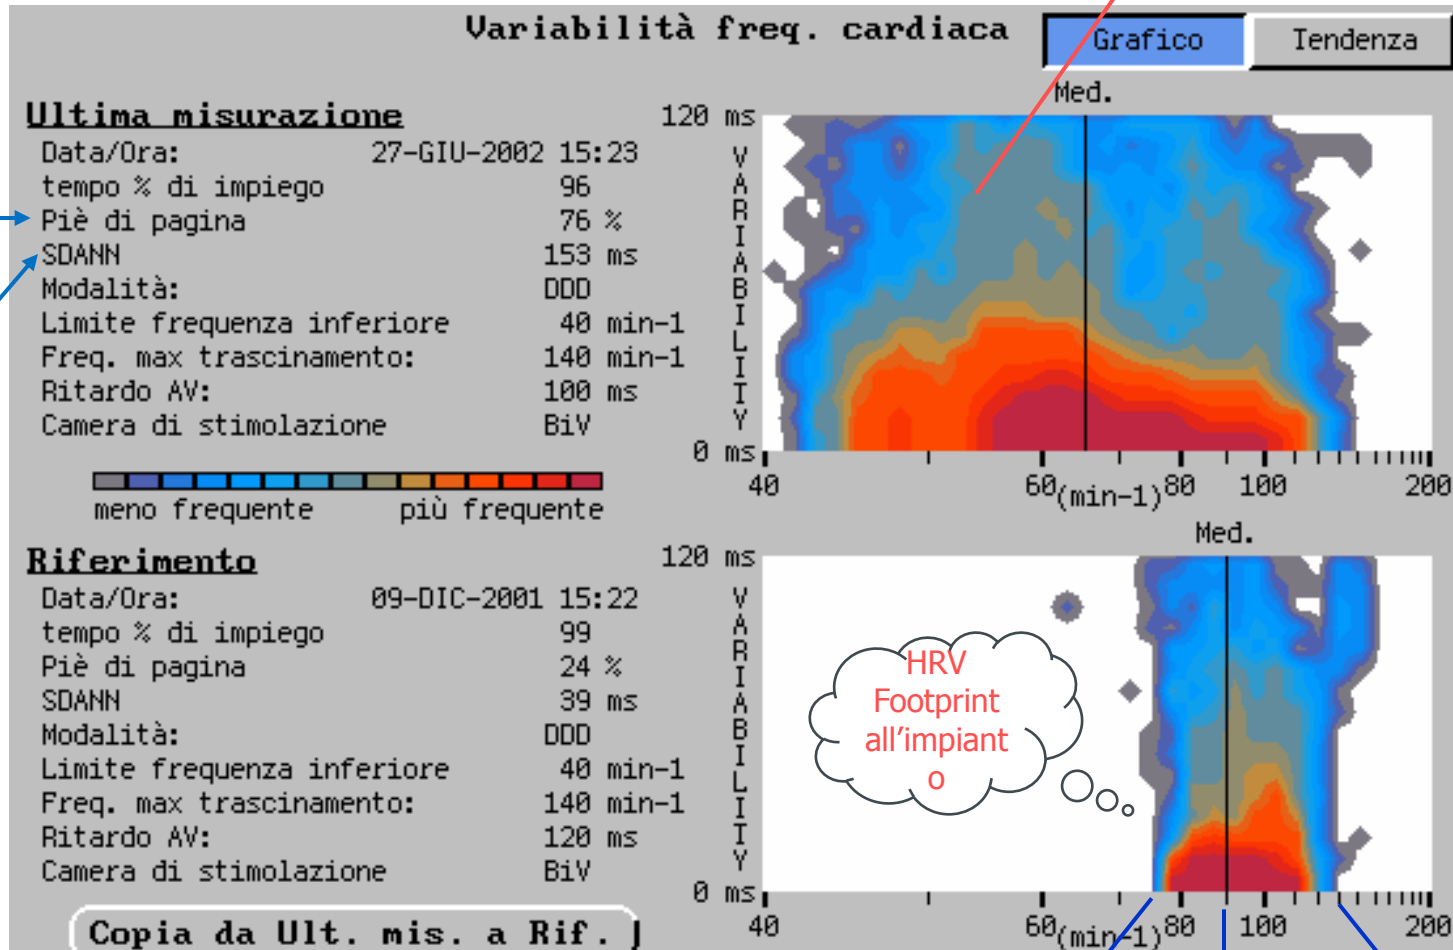 Variabilità freq. cardiaca
Grafico
Tendenza
Ultima misurazione
Data/Ora: 27-GIU-2002 15:23
tempo % di impiego 96
Piè di pagina 76 %
SDANN 153 ms
Modalità: DDD
Limite frequenza inferiore 40 min-1
Freq. max trascinamento: 140 min-1
Ritardo AV: 100 ms
Camera di stimolazione BiV
meno frequente più frequente
Med.
120 ms
VARIABILITY
0 ms
40 60 (min-1) 80 100 200
Riferimento
Data/Ora: 09-DIC-2001 15:22
tempo % di impiego 99
Piè di pagina 24 %
SDANN 39 ms
Modalità: DDD
Limite frequenza inferiore 40 min-1
Freq. max trascinamento: 140 min-1
Ritardo AV: 120 ms
Camera di stimolazione BiV
Copia da Ult. mis. a Rif.
Med.
120 ms
VARIABILITY
0 ms
HRV
Footprint
all'impiant
o
40 60 (min-1) 80 100 200